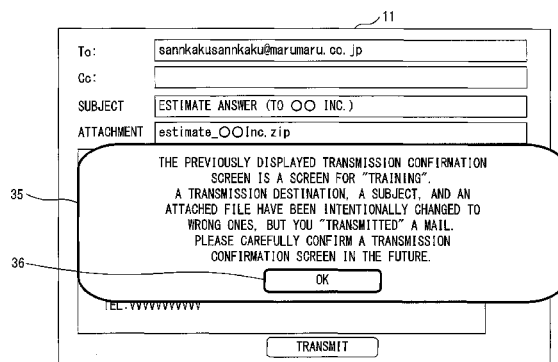 11
To: sannkakusannkaku@marumaru.co.jp
Cc:
SUBJECT ESTIMATE ANSWER (TO ○○ INC.)
ATTACHMENT estimate_○○Inc.zip
35
THE PREVIOUSLY DISPLAYED TRANSMISSION CONFIRMATION
SCREEN IS A SCREEN FOR "TRAINING".
A TRANSMISSION DESTINATION, A SUBJECT, AND AN
ATTACHED FILE HAVE BEEN INTENTIONALLY CHANGED TO
WRONG ONES, BUT YOU "TRANSMITTED" A MAIL.
PLEASE CAREFULLY CONFIRM A TRANSMISSION
CONFIRMATION SCREEN IN THE FUTURE.
36
OK
TRANSMIT